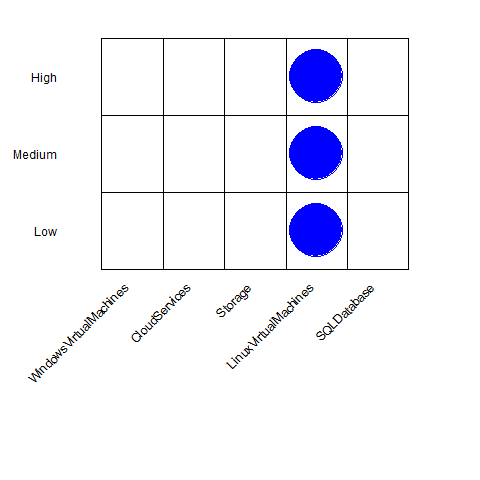 High
Medium
Low
WindowsVirtualMachines
CloudServices
Storage
LinuxVirtualMachines
SQLDatabase